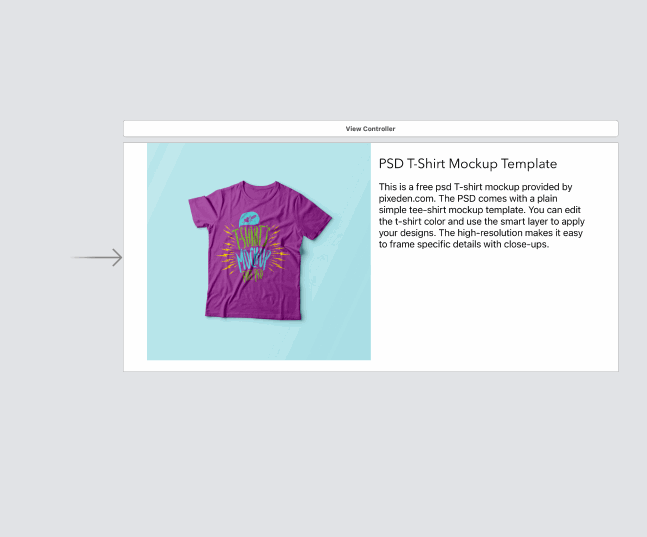 View Controller
PSD T-Shirt Mockup Template
This is a free psd T-shirt mockup provided by
pixeden.com. The PSD comes with a plain
simple tee-shirt mockup template. You can edit
the t-shirt color and use the smart layer to apply
your designs. The high-resolution makes it easy
to frame specific details with close-ups.
T-SHIRT
MOCKUP